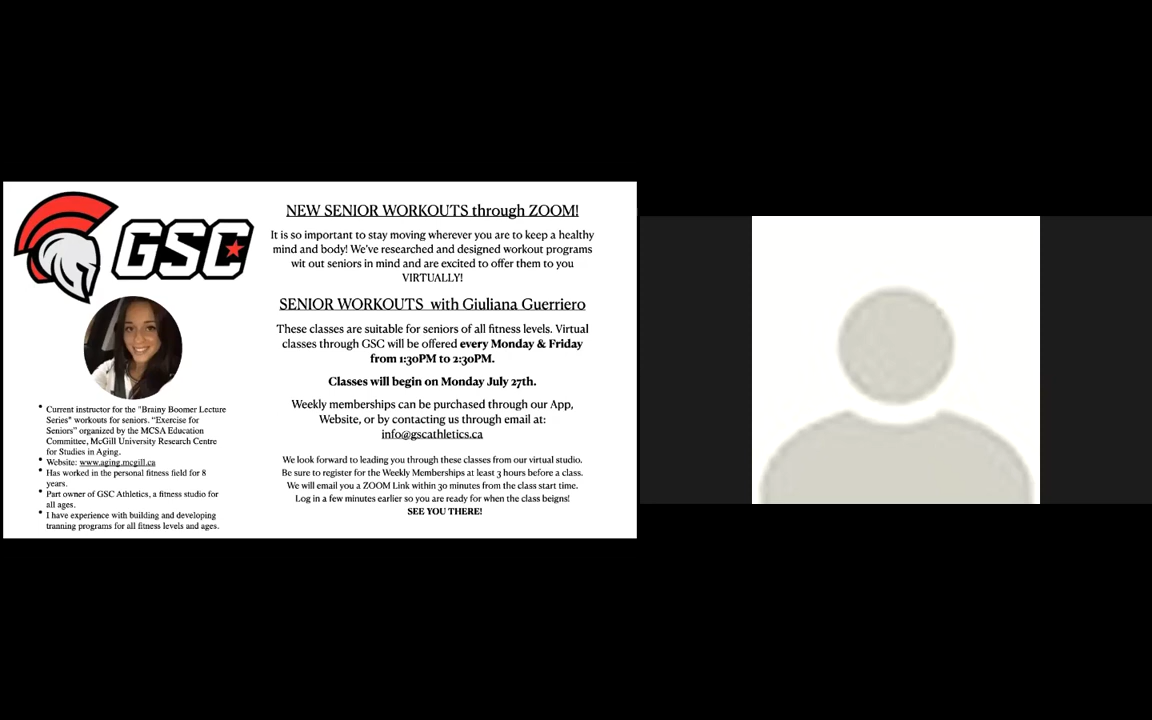 GSC
NEW SENIOR WORKOUTS through ZOOM!
It is so important to stay moving wherever you are to keep a healthy
mind and body! We've researched and designed workout programs
wit out seniors in mind and are excited to offer them to you
VIRTUALLY!
SENIOR WORKOUTS with Giuliana Guerriero
These classes are suitable for seniors of all fitness levels. Virtual
classes through GSC will be offered every Monday & Friday
from 1:30PM to 2:30PM.
Classes will begin on Monday July 27th.
Weekly memberships can be purchased through our App,
Website, or by contacting us through email at:
info@gscathletics.ca
We look forward to leading you through these classes from our virtual studio.
Be sure to register for the Weekly Memberships at least 3 hours before a class.
We will email you a ZOOM Link within 30 minutes from the class start time.
Log in a few minutes earlier so you are ready for when the class beigns!
SEE YOU THERE!
• Current instructor for the "Brainy Boomer Lecture
Series" workouts for seniors. "Exercise for
Seniors" organized by the MCSA Education
Committee, McGill University Research Centre
for Studies in Aging.
• Website: www.aging.mcgill.ca
• Has worked in the personal fitness field for 8
years.
• Part owner of GSC Athletics, a fitness studio for
all ages.
• I have experience with building and developing
tranning programs for all fitness levels and ages.